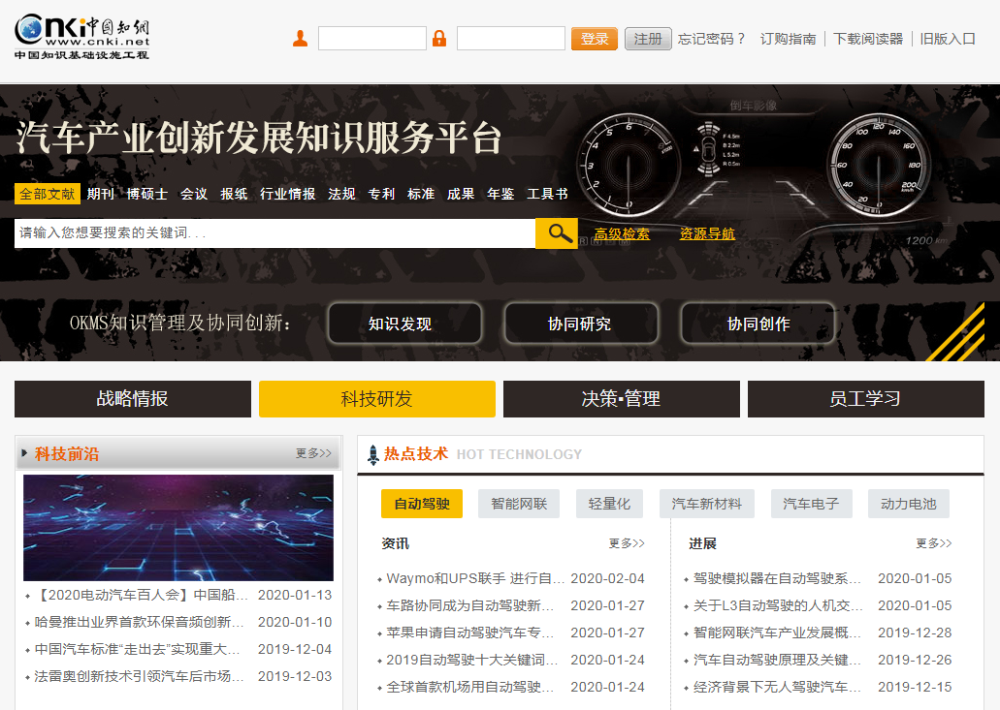 Cnki中国知网
www.cnki.net
中国知识基础设施工程
登录 注册 忘记密码？ 订购指南 下载阅读器 旧版入口
汽车产业创新发展知识服务平台
倒车影像
全部文献 期刊 博硕士 会议 报纸 行业情报 法规 专利 标准 成果 年鉴 工具书
请输入您想要搜索的关键词... 高级检索 资源导航
OKMS知识管理及协同创新： 知识发现 协同研究 协同创作
F 4.5m
B 2.2m
L 5.2m
R 0.5m
1200 km
战略情报 科技研发 决策•管理 员工学习
科技前沿 更多>>
【2020电动汽车百人会】中国船... 2020-01-13
哈曼推出业界首款环保音频创新... 2020-01-10
中国汽车标准“走出去”实现重大... 2019-12-04
法雷奥创新技术引领汽车后市场... 2019-12-03
热点技术 HOT TECHNOLOGY
自动驾驶 智能网联 轻量化 汽车新材料 汽车电子 动力电池
资讯 更多>>
Waymo和UPS联手 进行自... 2020-02-04
车路协同成为自动驾驶新... 2020-01-27
苹果申请自动驾驶汽车专... 2020-01-27
2019自动驾驶十大关键词... 2020-01-24
全球首款机场用自动驾驶... 2020-01-24
进展 更多>>
驾驶模拟器在自动驾驶系... 2020-01-05
关于L3自动驾驶的人机交... 2020-01-05
智能网联汽车产业发展概... 2019-12-28
汽车自动驾驶原理及关键... 2019-12-26
经济背景下无人驾驶汽车... 2019-12-15